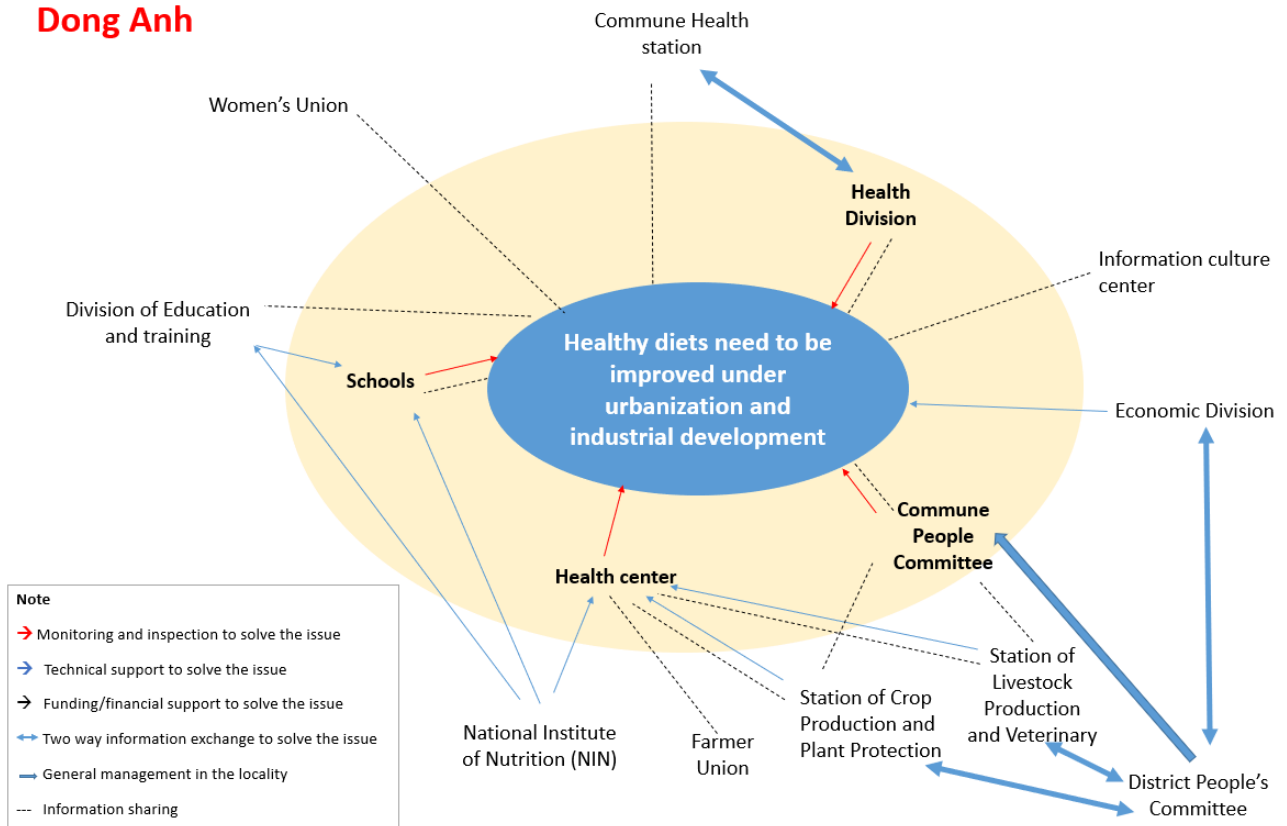 Dong Anh
Commune Health
station
Women's Union
Health
Division
Information culture
center
Division of Education
and training
Schools
Healthy diets need to be
improved under
urbanization and
industrial development
Economic Division
Commune
People
Committee
Health center
Station of
Livestock
Production
and Veterinary
Station of Crop
Production and
Plant Protection
National Institute
of Nutrition (NIN)
Farmer
Union
District People's
Committee
Note
Monitoring and inspection to solve the issue
Technical support to solve the issue
Funding/financial support to solve the issue
Two way information exchange to solve the issue
General management in the locality
--- Information sharing